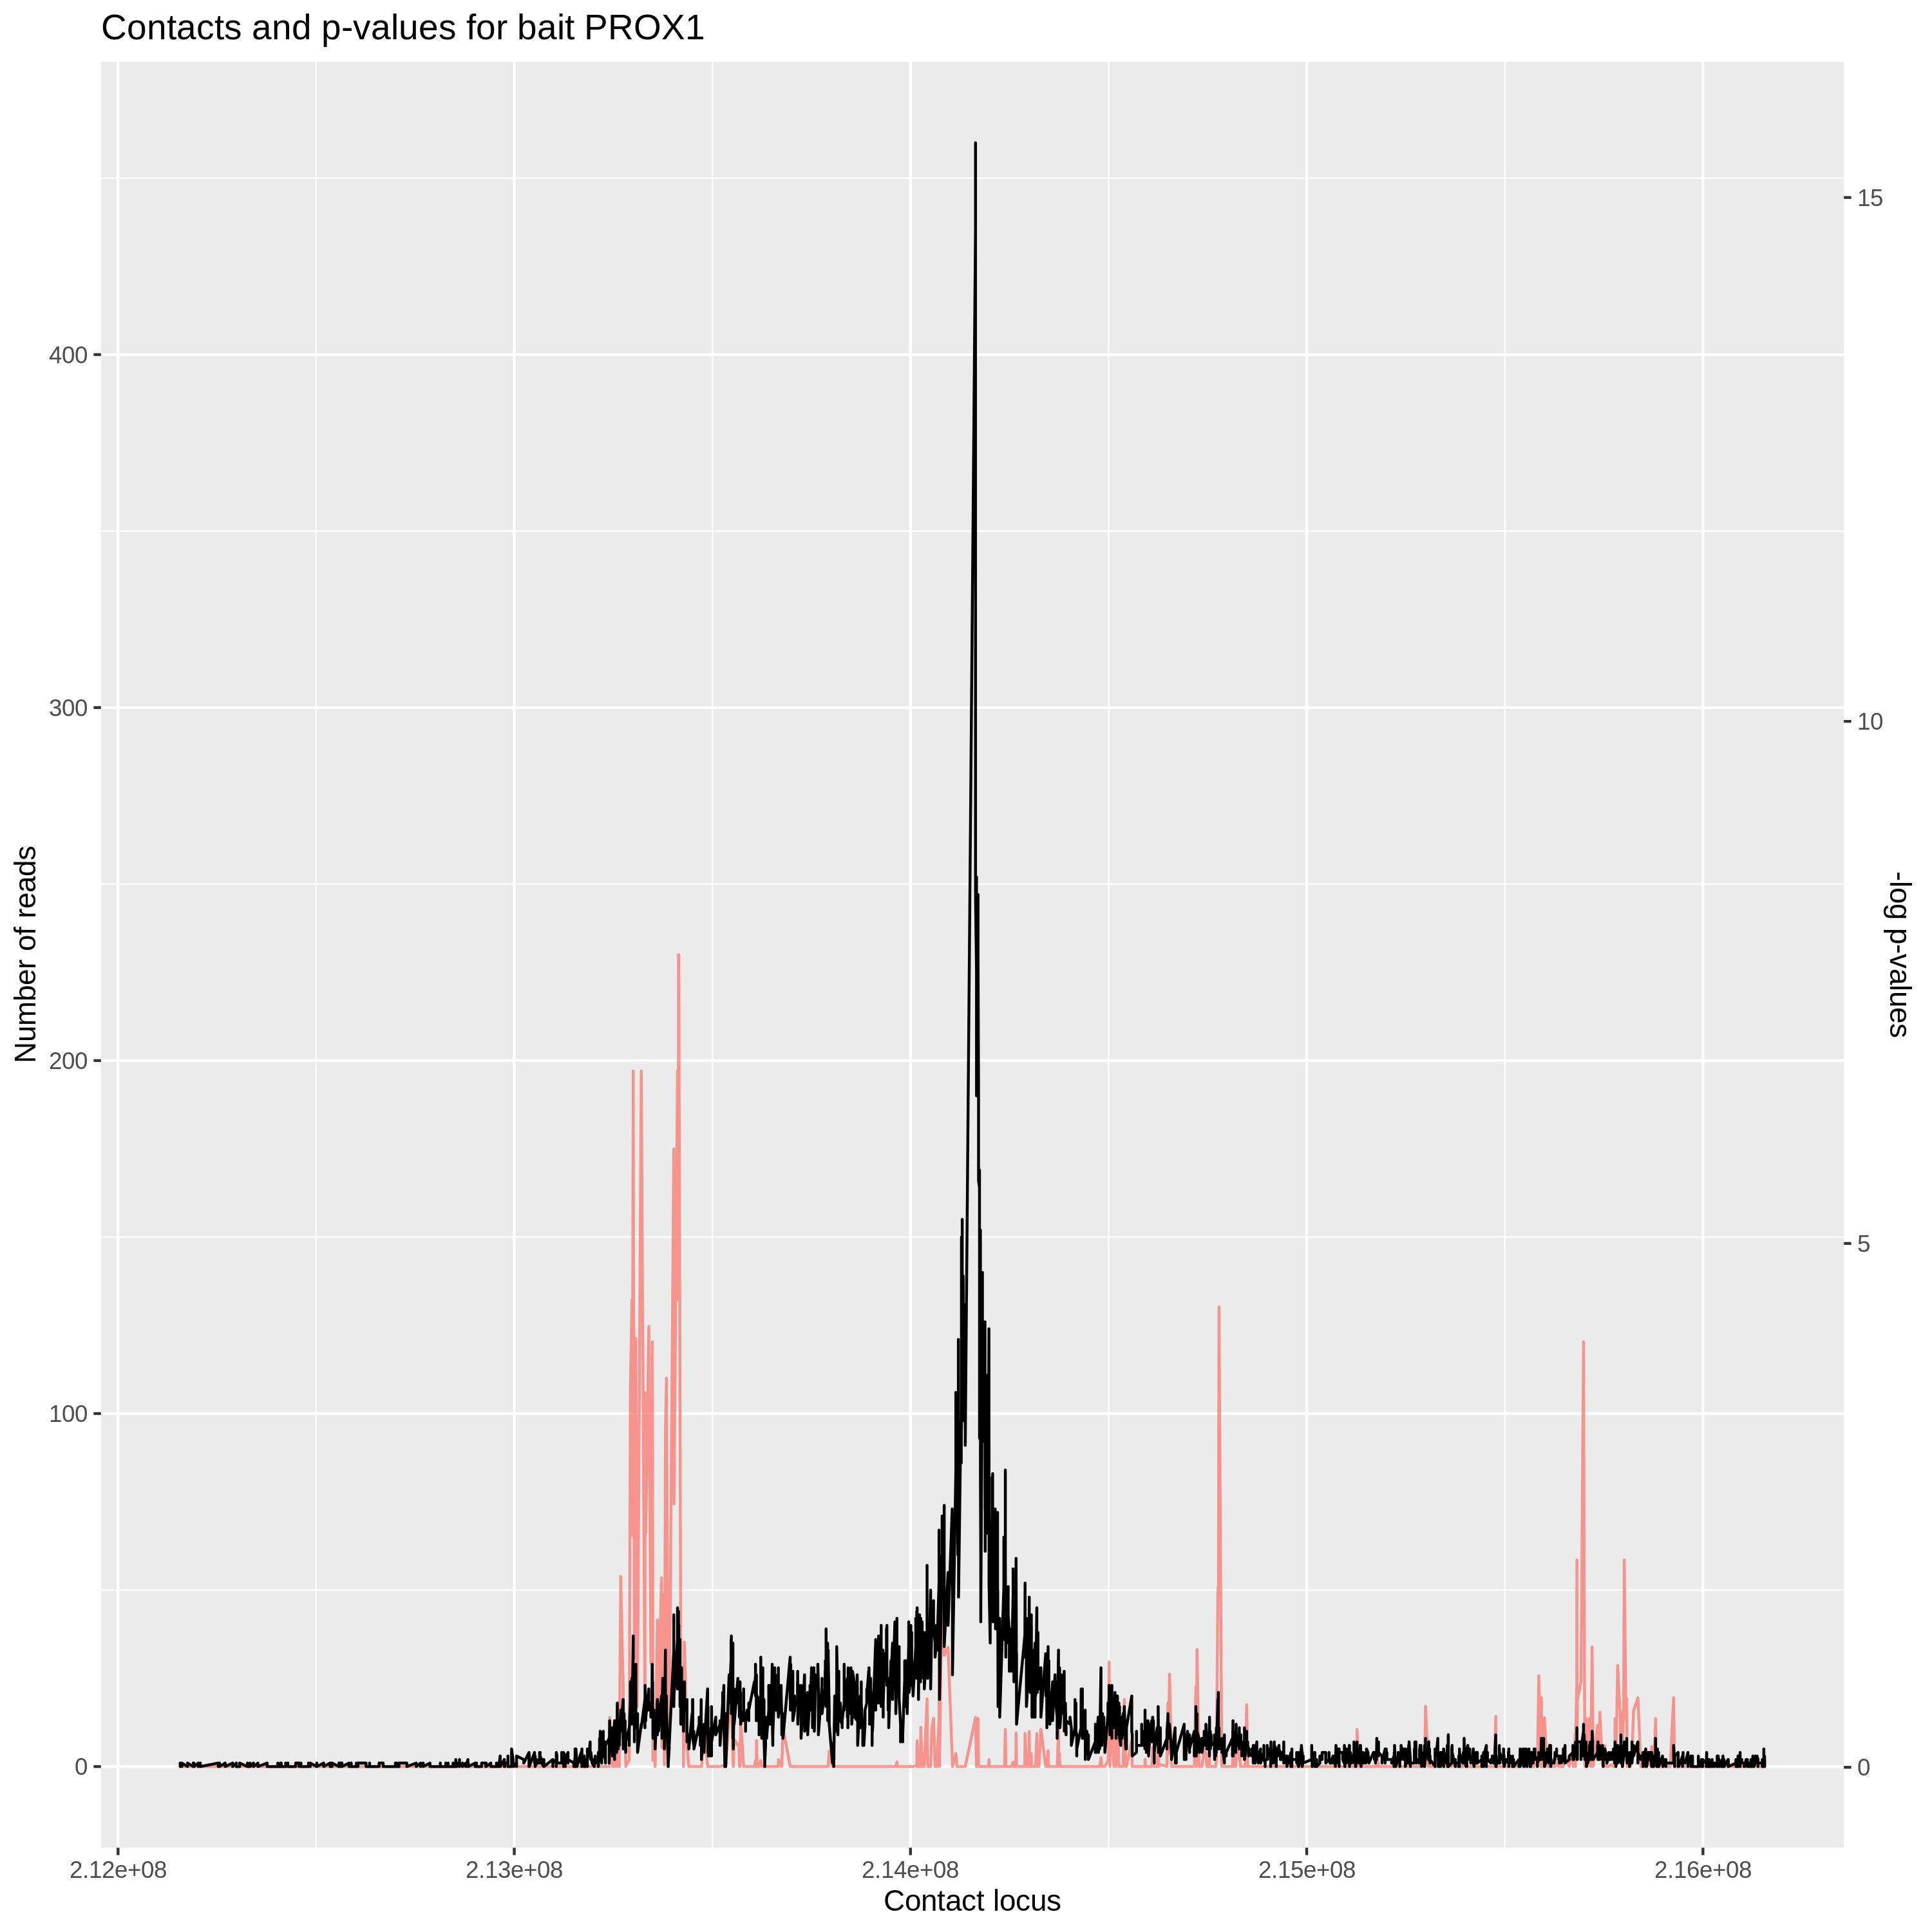 Contacts and p-values for bait PROX1
Number of reads
400
300
200
100
0
15
10
5
0
-log p-values
2.12e+08
2.13e+08
2.14e+08
2.15e+08
2.16e+08
Contact locus